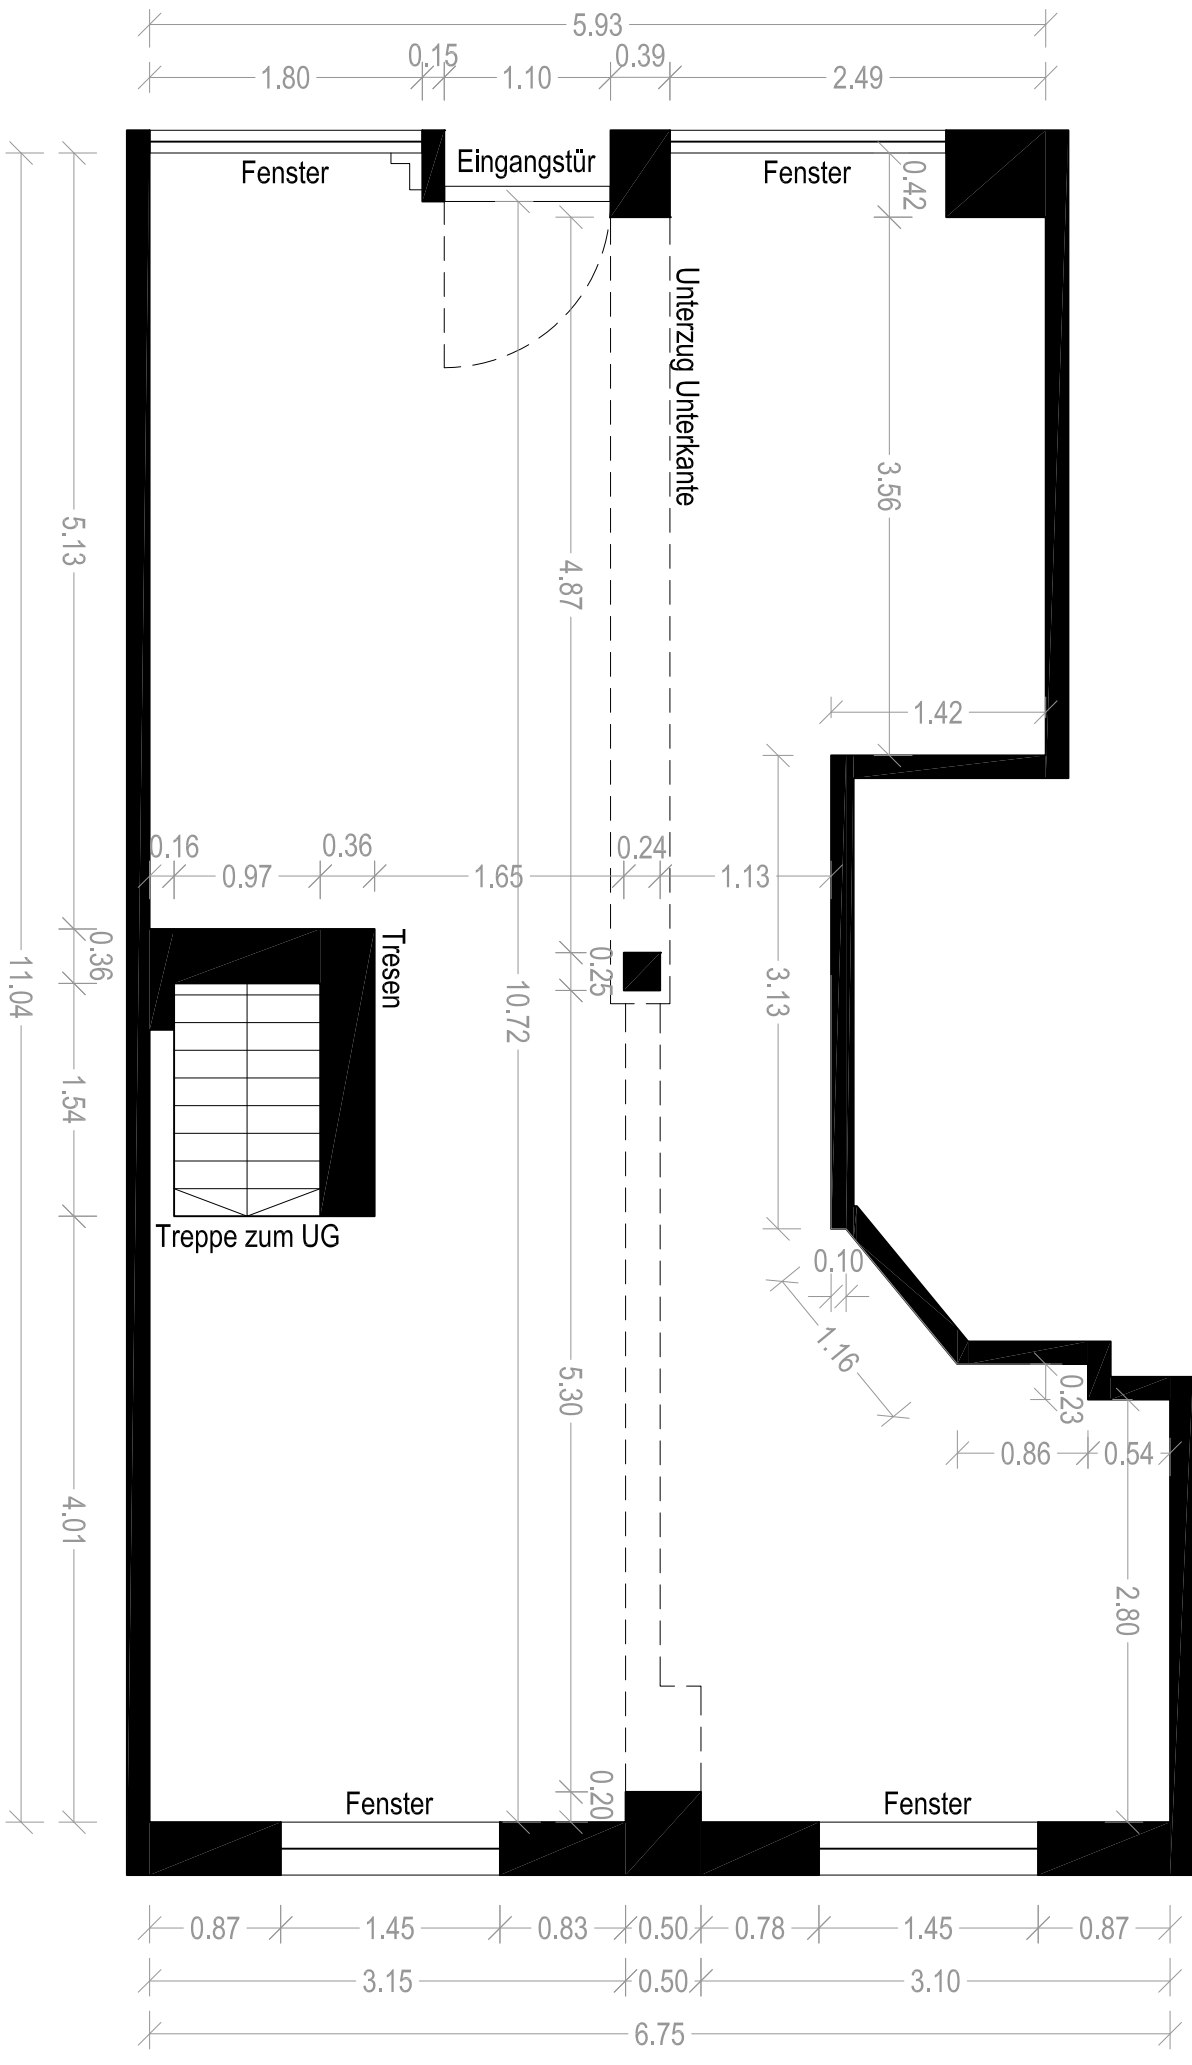 5.93
0.15 0.39
1.80 1.10 2.49
Fenster Eingangstür Fenster
0.42
Unterzug Unterkante
3.56
5.13
4.87
1.42
0.16 0.36 0.24
0.97 1.65 1.13
0.36
Tresen
11.04
0.25
10.72
3.13
1.54
Treppe zum UG
0.10
1.16
5.30
0.23
0.86 0.54
4.01
2.80
0.20
Fenster Fenster
0.87 1.45 0.83 0.50 0.78 1.45 0.87
3.15 0.50 3.10
6.75